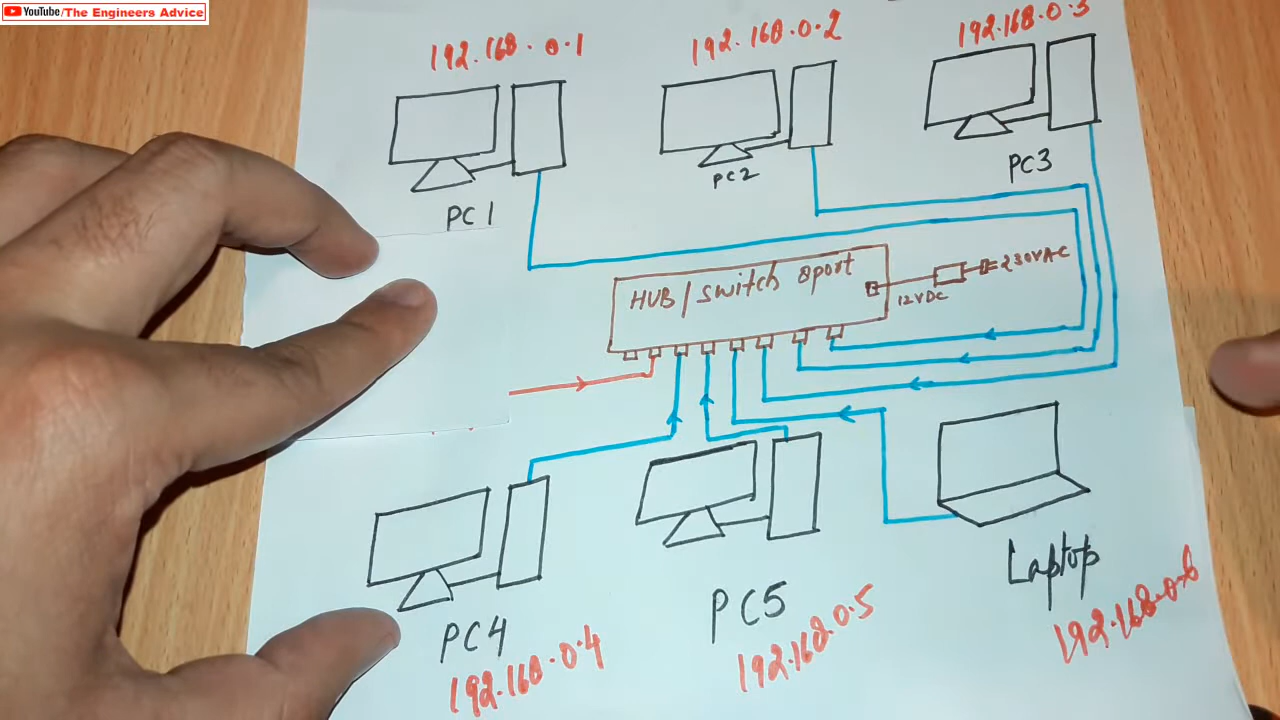 YouTube/The Engineers Advice
192.168.0.1
192.168.0.2
192.168.0.3
PC1
PC2
PC3
HUB/switch 8port
12VDC
230VAC
Laptop
PC4
PC5
192.168.0.4
192.168.0.5
192.168.0.6